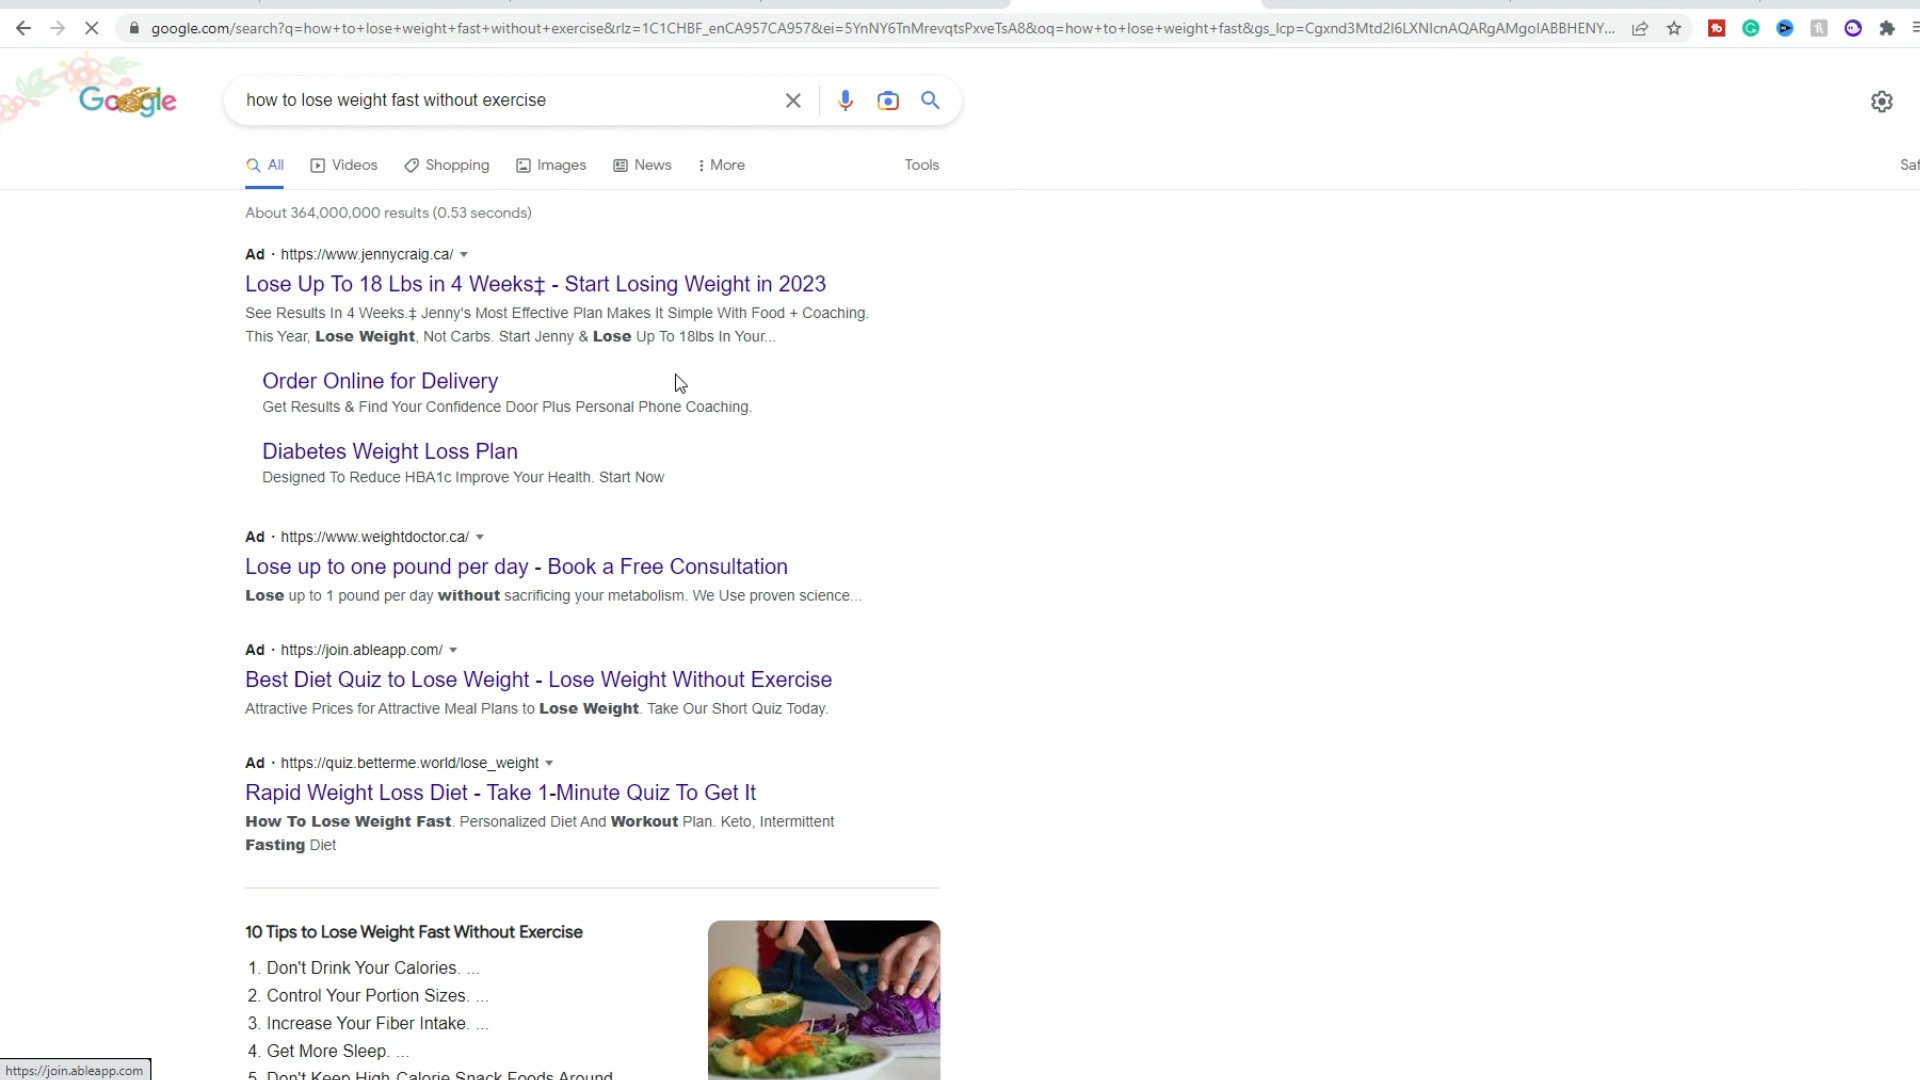 google.com/search?q=how+to+lose+weight+fast+without+exercise&rlz=1C1CHBF_enCA957CA957&ei=5YnNY6TnMrevqtsPxveTsA8&oq=how+to+lose+weight+fast&gs_lcp=Cgxnd3Mtd2l6LXNlcnAQARgAMgoIABBHENY...
Google
how to lose weight fast without exercise
All Videos Shopping Images News More Tools
Saf
About 364,000,000 results (0.53 seconds)
Ad · https://www.jennycraig.ca/
Lose Up To 18 Lbs in 4 Weeks‡ - Start Losing Weight in 2023
See Results In 4 Weeks.‡ Jenny's Most Effective Plan Makes It Simple With Food + Coaching.
This Year, Lose Weight, Not Carbs. Start Jenny & Lose Up To 18lbs In Your...
Order Online for Delivery
Get Results & Find Your Confidence Door Plus Personal Phone Coaching.
Diabetes Weight Loss Plan
Designed To Reduce HBA1c Improve Your Health. Start Now
Ad · https://www.weightdoctor.ca/
Lose up to one pound per day - Book a Free Consultation
Lose up to 1 pound per day without sacrificing your metabolism. We Use proven science...
Ad · https://join.ableapp.com/
Best Diet Quiz to Lose Weight - Lose Weight Without Exercise
Attractive Prices for Attractive Meal Plans to Lose Weight. Take Our Short Quiz Today.
Ad · https://quiz.betterme.world/lose_weight
Rapid Weight Loss Diet - Take 1-Minute Quiz To Get It
How To Lose Weight Fast. Personalized Diet And Workout Plan. Keto, Intermittent
Fasting Diet
10 Tips to Lose Weight Fast Without Exercise
1. Don't Drink Your Calories. ...
2. Control Your Portion Sizes. ...
3. Increase Your Fiber Intake. ...
4. Get More Sleep. ...
5. Don't Keep High-Calorie Snack Foods Around
https://join.ableapp.com